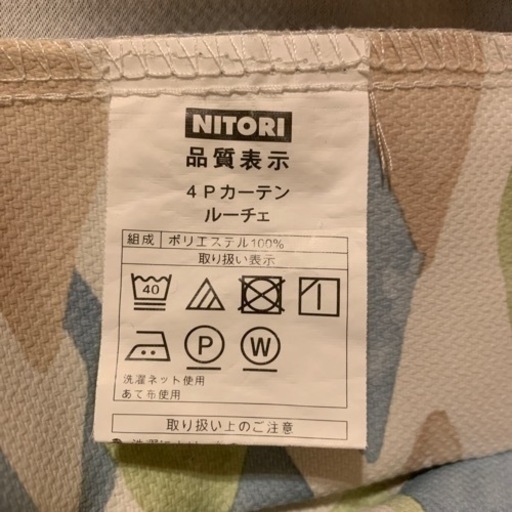 NITORI
品質表示
4Pカーテン
ルーチェ
組成 ポリエステル100%
取り扱い表示
40
P W
洗濯ネット使用
あて布使用
取り扱い上のご注意